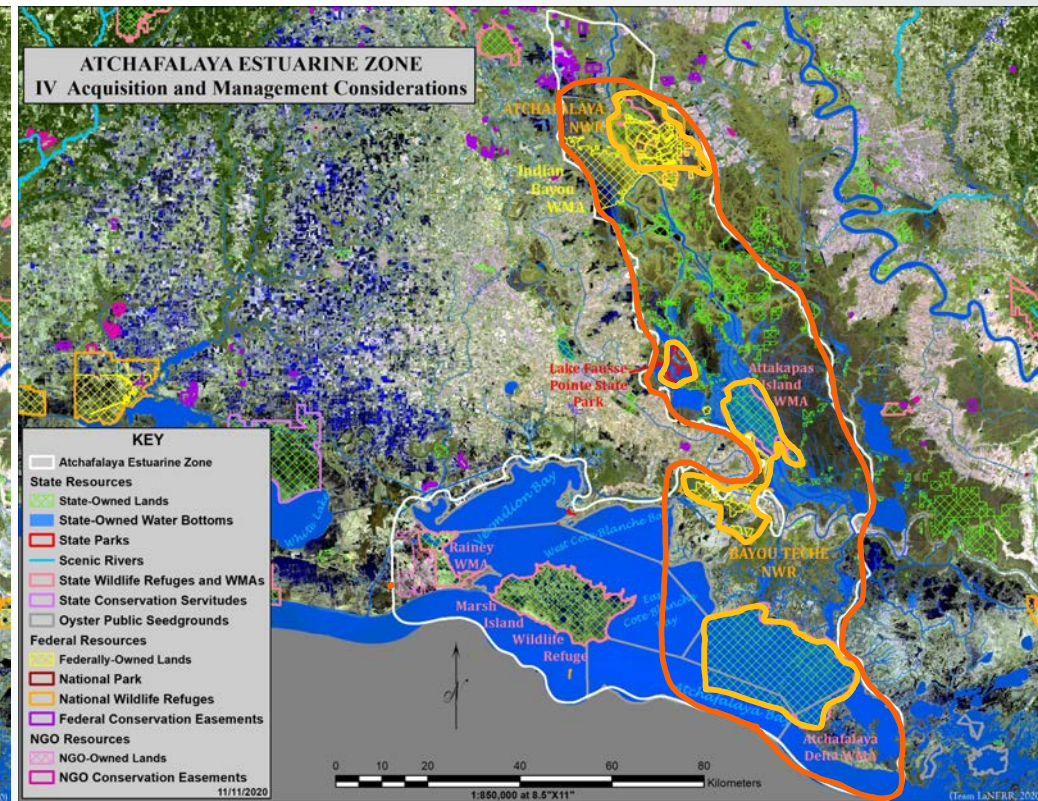 ATCHAFALAYA ESTUARINE ZONE
IV Acquisition and Management Considerations
ATCHAFALAYA
NWR
Indian
Bayou
WMA
Lake Fausse
Pointe State
Park
Attakapas
Island
WMA
KEY
Atchafalaya Estuarine Zone
State Resources
State-Owned Lands
State-Owned Water Bottoms
State Parks
Scenic Rivers
State Wildlife Refuges and WMAs
State Conservation Servitudes
Oyster Public Seedgrounds
Federal Resources
Federally-Owned Lands
National Park
National Wildlife Refuges
Federal Conservation Easements
NGO Resources
NGO-Owned Lands
NGO Conservation Easements
11/11/2020
White Lake
Vermilion Bay
West Cote Blanche Bay
BAYOU TECHE
NWR
Rainey
WMA
Marsh
Island
Wildlife
Refuge
East
Cote Blanche
Bay
Atchafalaya Bay
Atchafalaya
Delta WMA
N
0 10 20 40 60 80
Kilometers
1:850,000 at 8.5"X11"
(Team LaNERR, 2020)